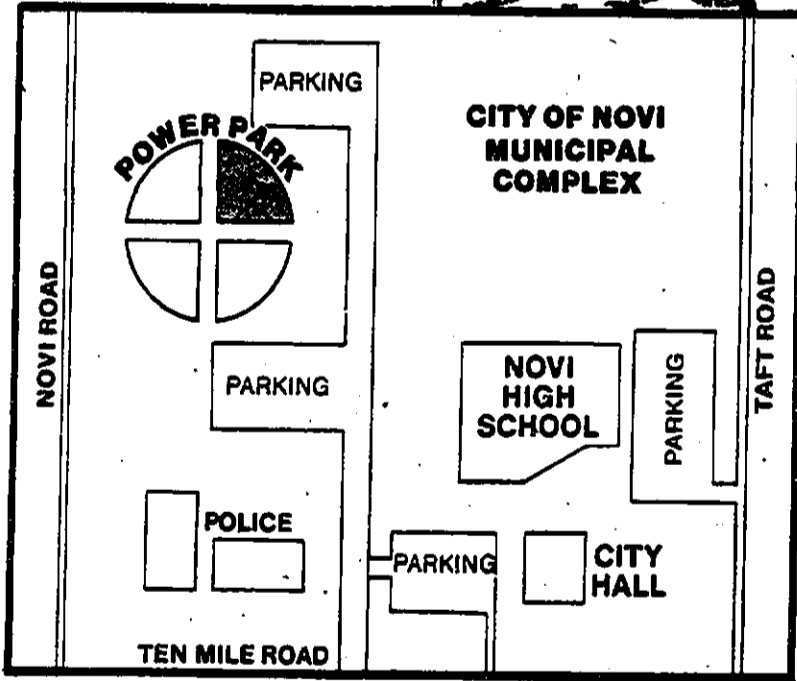 PARKING
POWER PARK
CITY OF NOVI
MUNICIPAL
COMPLEX
NOVI ROAD
TAFT ROAD
PARKING
NOVI
HIGH
SCHOOL
PARKING
POLICE
PARKING
CITY
HALL
TEN MILE ROAD